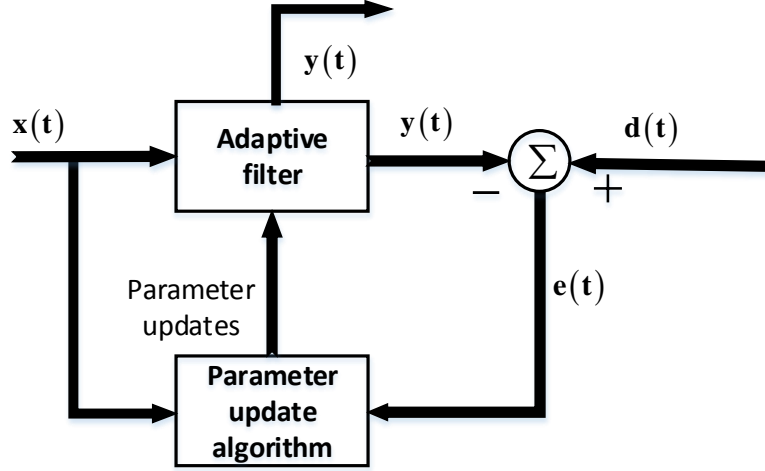 y(t)
x(t)
Adaptive
filter
y(t)
Σ
d(t)
−
+
e(t)
Parameter
updates
Parameter
update
algorithm